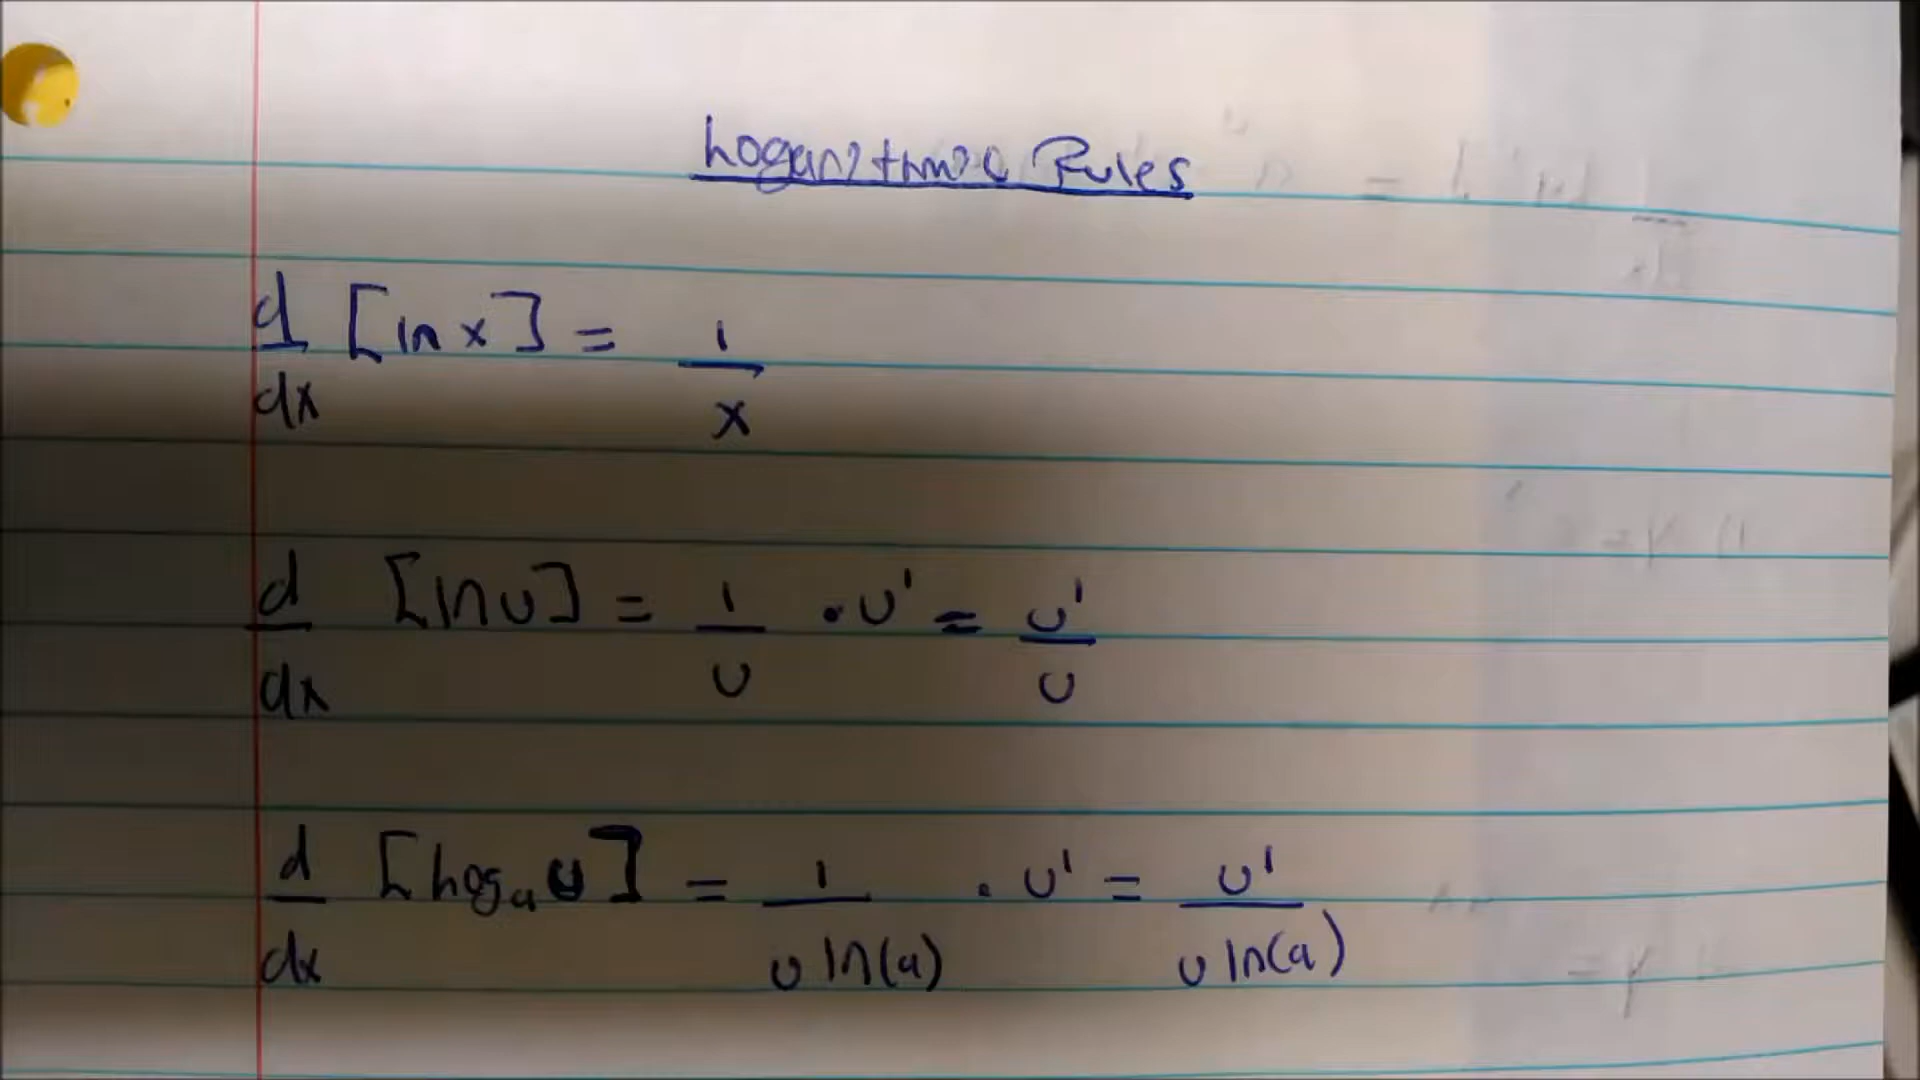 Logarithmic Rules
d/dx [ln x] = 1/x
d/dx [ln u] = 1/u · u' = u'/u
d/dx [log_a u] = 1/(u ln(a)) · u' = u'/(u ln(a))